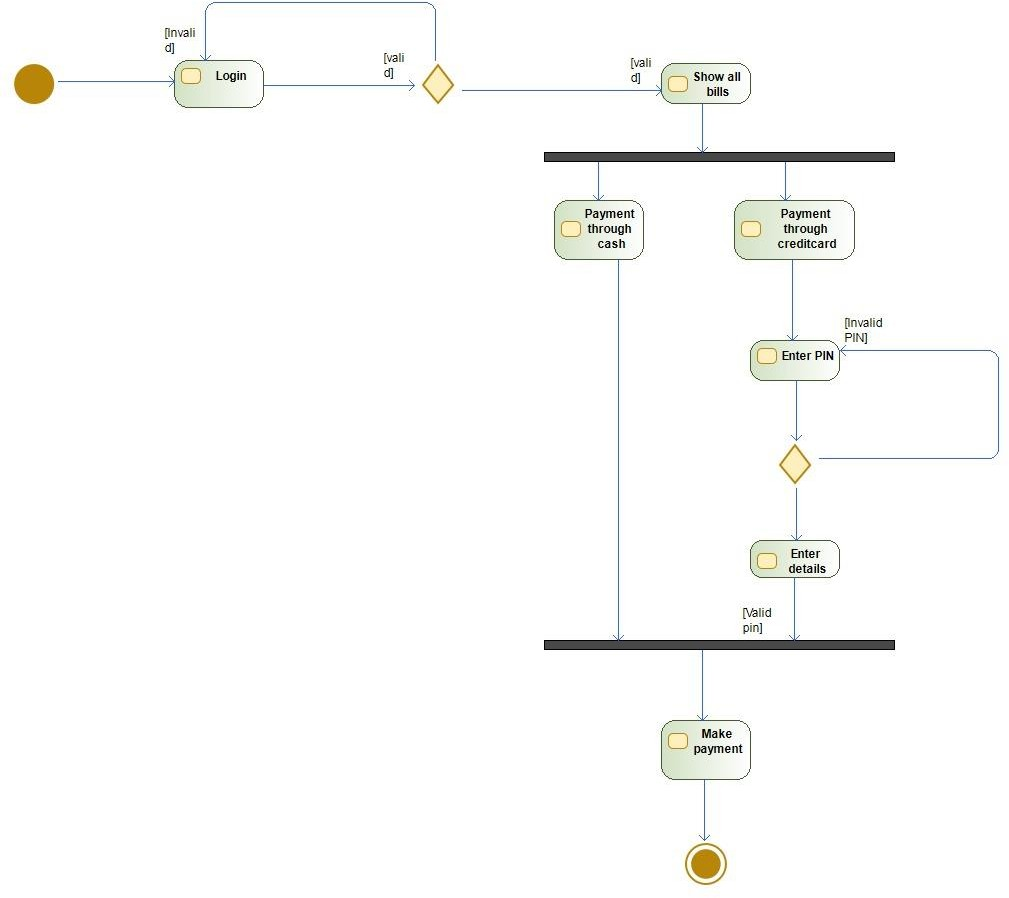 [Invali
d]
Login
[vali
d]
[vali
d]
Show all
bills
Payment
through
cash
Payment
through
creditcard
[Invalid
PIN]
Enter PIN
Enter
details
[Valid
pin]
Make
payment